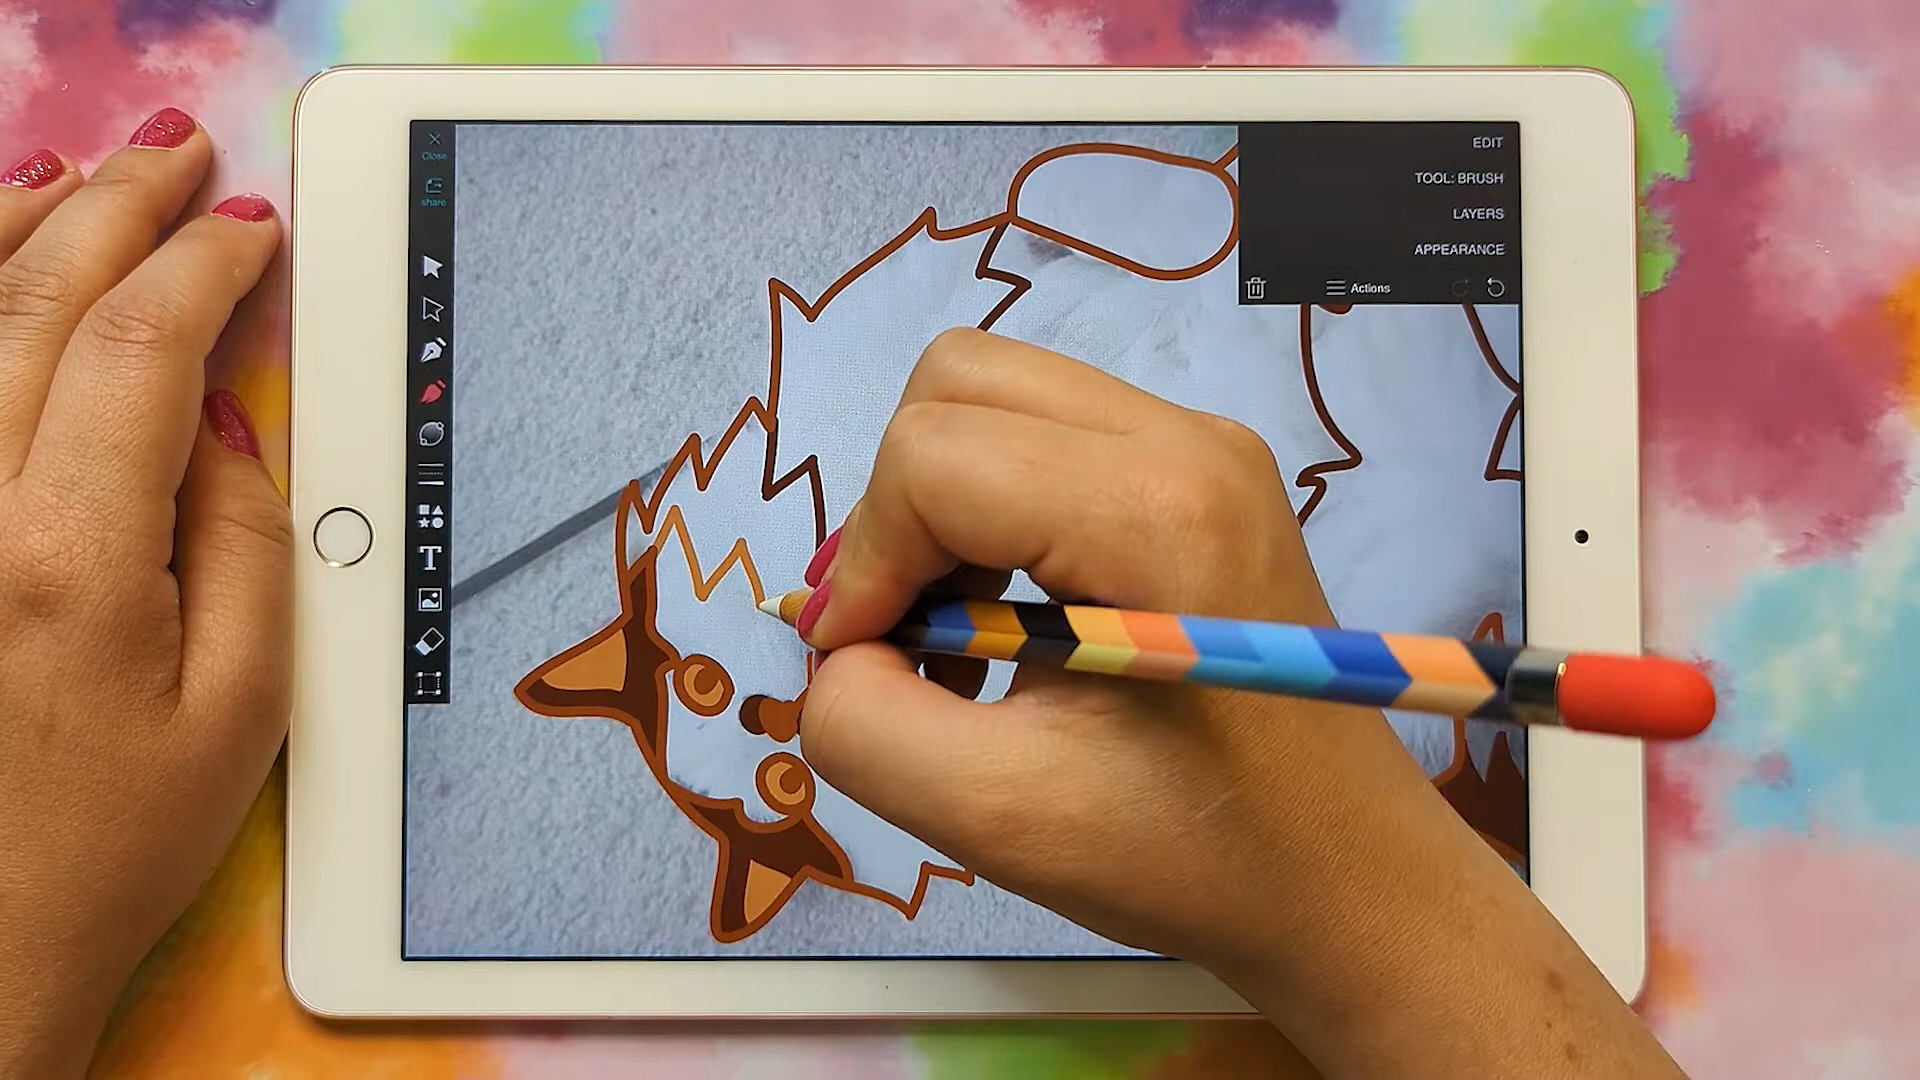 Close
share
EDIT
TOOL: BRUSH
LAYERS
APPEARANCE
Actions
T